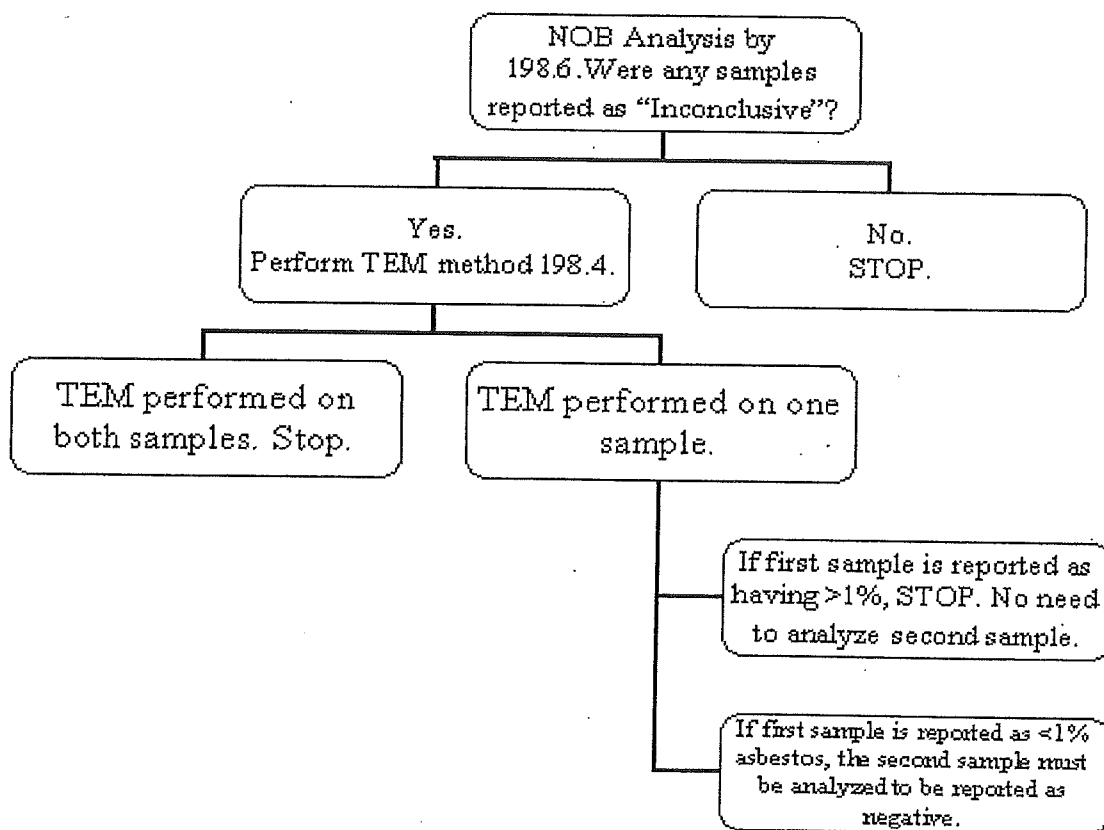 NOB Analysis by
198.6. Were any samples
reported as “Inconclusive”?
Yes.
Perform TEM method 198.4.
No.
STOP.
TEM performed on
both samples. Stop.
TEM performed on one
sample.
If first sample is reported as
having >1%, STOP. No need
to analyze second sample.
If first sample is reported as <1%
asbestos, the second sample must
be analyzed to be reported as
negative.